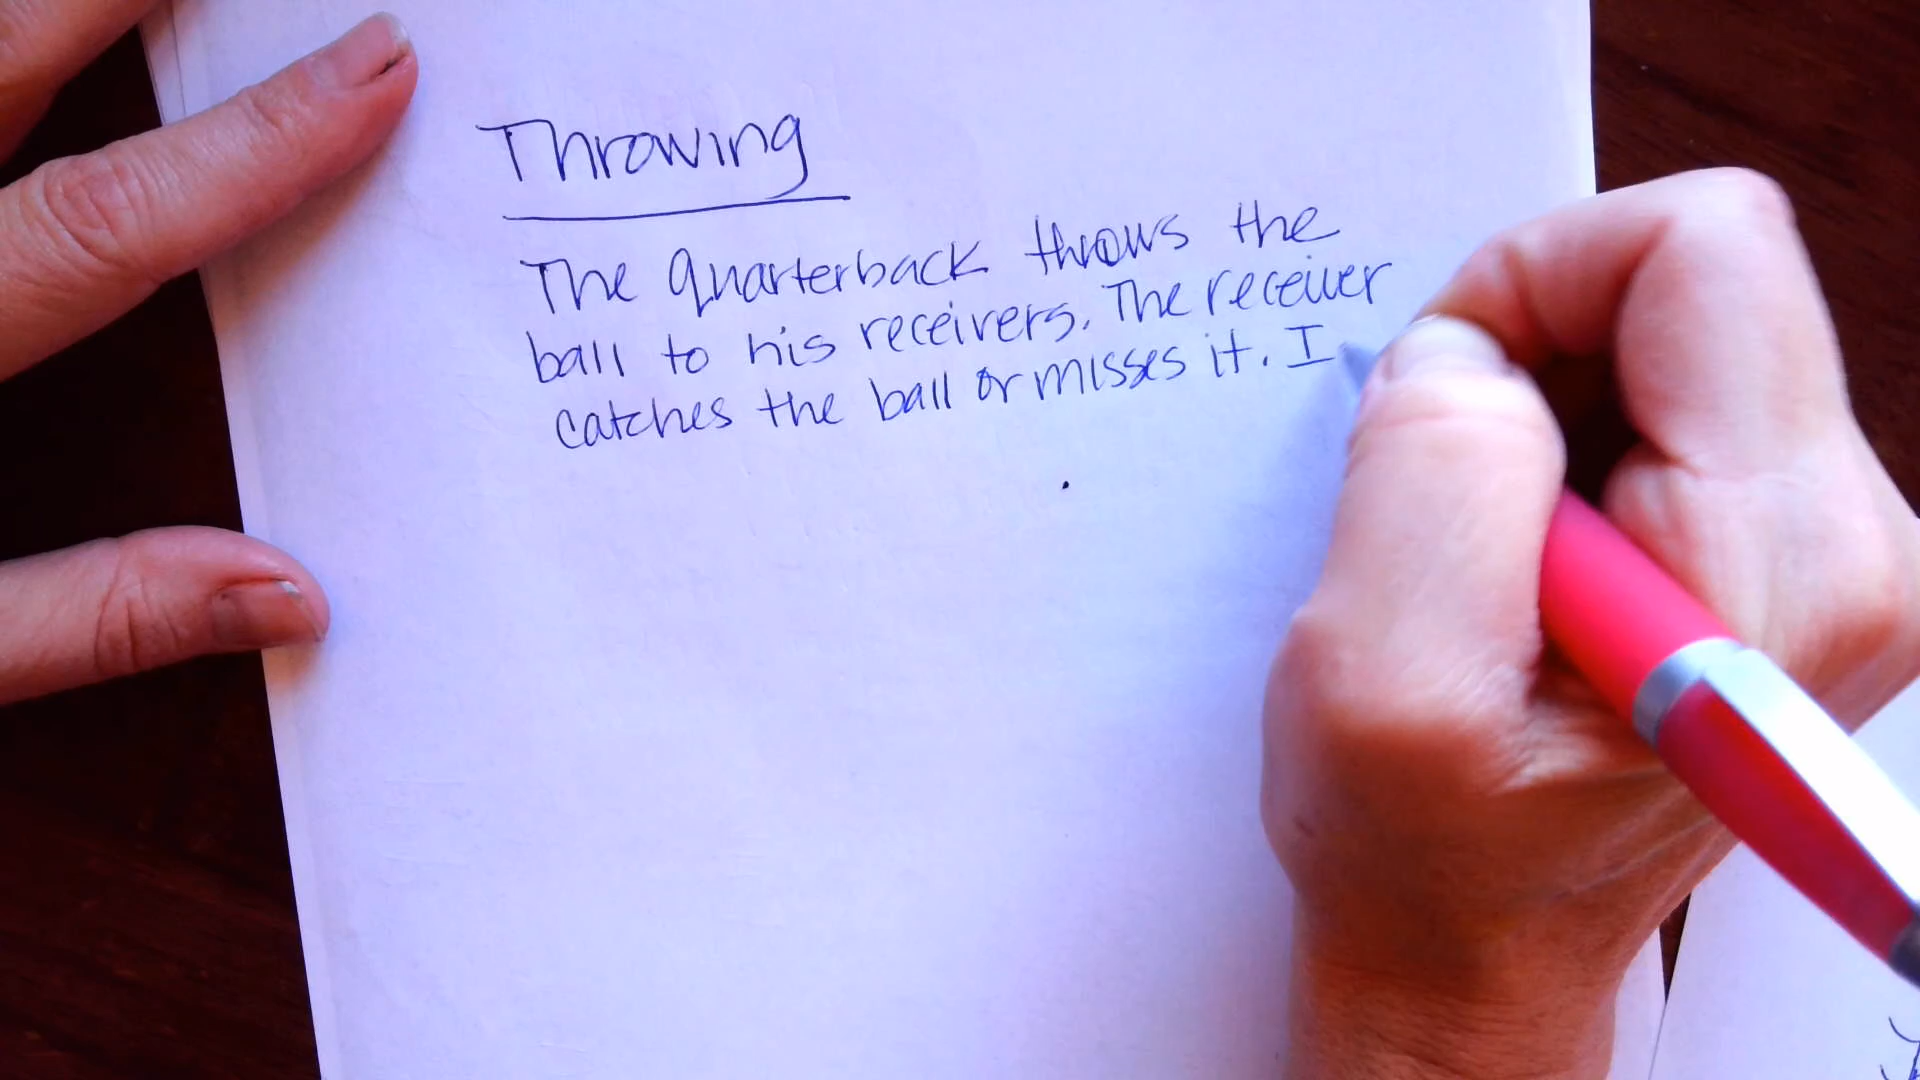 Throwing
The quarterback throws the
ball to his receivers. The receiver
catches the ball or misses it. I